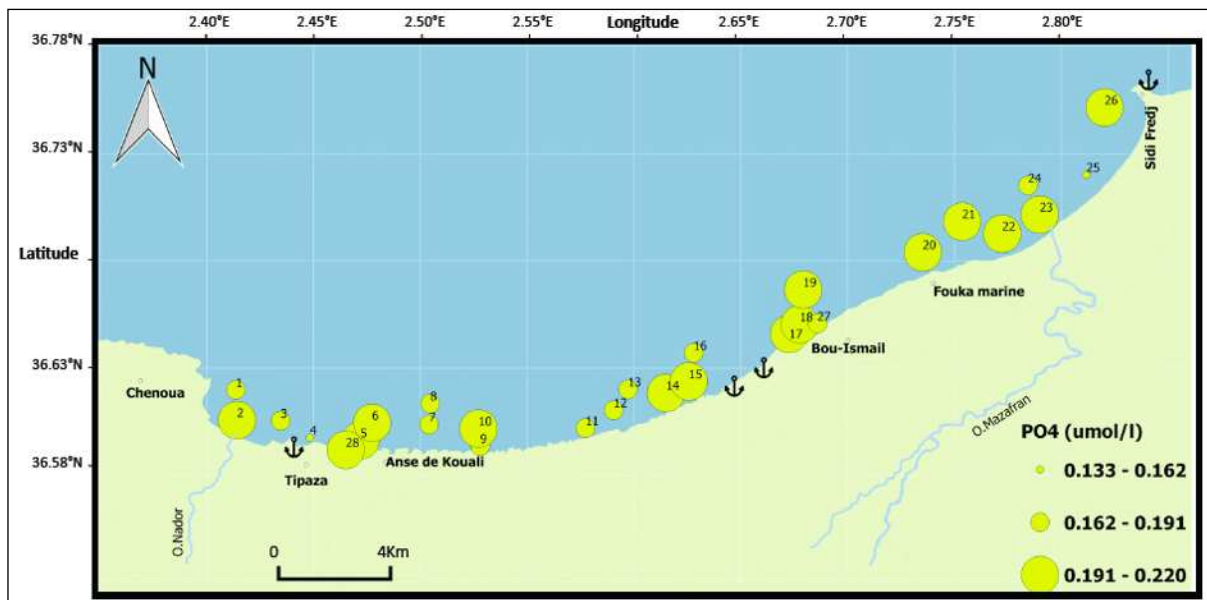 2.40°E 2.45°E 2.50°E 2.55°E Longitude 2.65°E 2.70°E 2.75°E 2.80°E
36.78°N
N
Sidi Fredj
26
36.73°N
25
24
23
21
22
Latitude
20
19
Fouka marine
18 27
17
Bou-Ismail
16
36.63°N
15
Chenoua
1
13
14
8
12
O.Mazafran
2
3
6
7
10
11
4
5
28
9
PO4 (umol/l)
36.58°N
Anse de Kouali
0.133 - 0.162
Tipaza
O.Nador
0.162 - 0.191
0 4Km
0.191 - 0.220